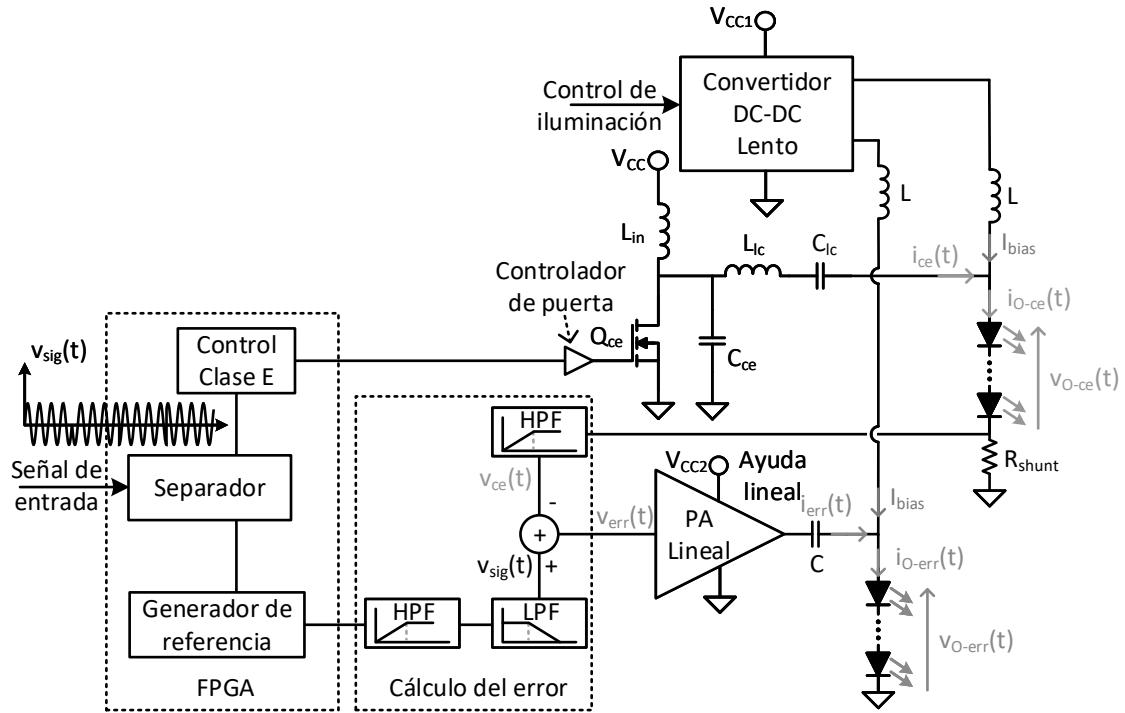 V_CC1
Convertidor
DC-DC
Lento
Control de
iluminación
V_CC
L
L
L_in
L_lc
C_lc
i_ce(t)
I_bias
Controlador
de puerta
Q_ce
C_ce
i_O-ce(t)
v_O-ce(t)
R_shunt
v_sig(t)
Control
Clase E
Señal de
entrada
Separador
Generador de
referencia
FPGA
HPF
v_ce(t)
-
+
v_sig(t)
+
HPF
LPF
Cálculo del error
v_err(t)
V_CC2
Ayuda
lineal
PA
Lineal
i_err(t)
C
I_bias
i_O-err(t)
v_O-err(t)